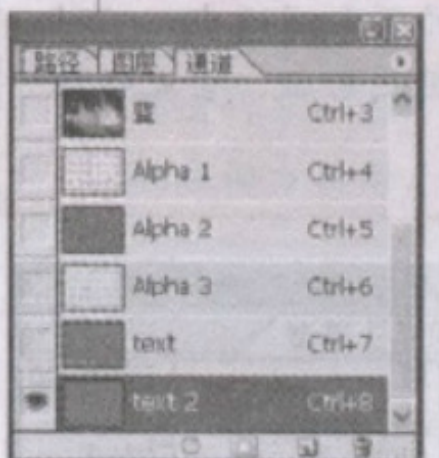 路径 图层 通道
蓝 Ctrl+3
Alpha 1 Ctrl+4
Alpha 2 Ctrl+5
Alpha 3 Ctrl+6
text Ctrl+7
text 2 Ctrl+8